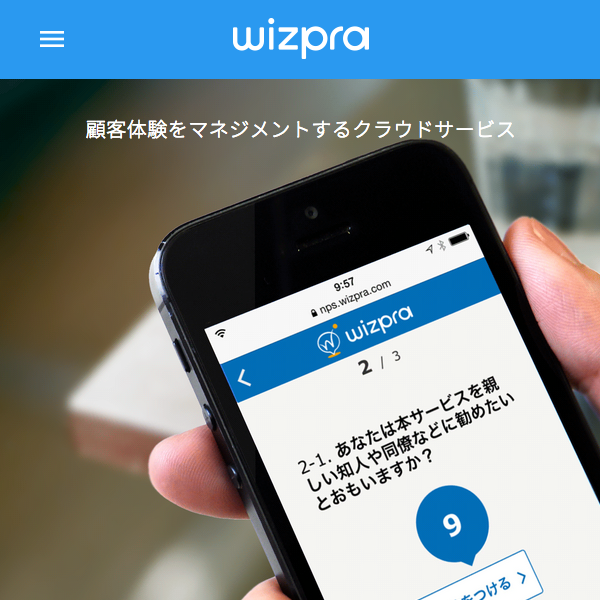 wizpra
顧客体験をマネジメントするクラウドサービス
9:57
nps.wizpra.com
wizpra
2 / 3
2-1. あなたは本サービスを親
しい知人や同僚などに勧めたい
とおもいますか？
9
をつける